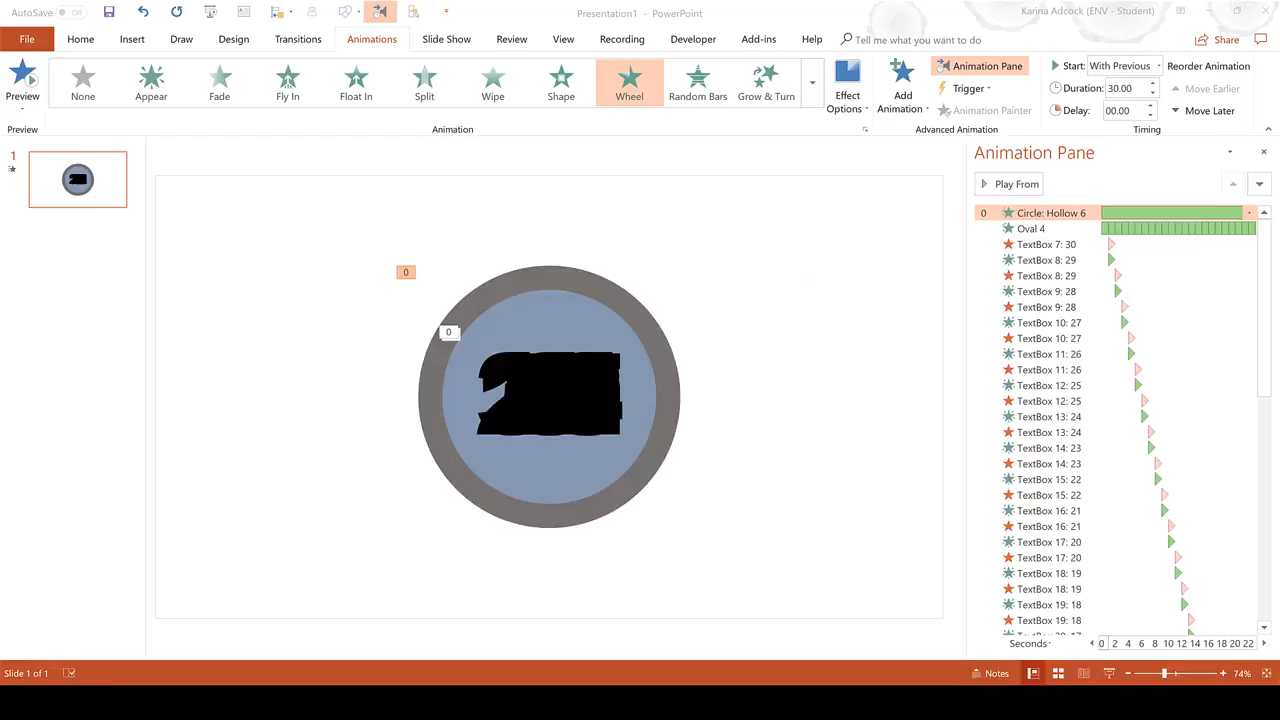 AutoSave Off Presentation1 - PowerPoint Karina Adcock (ENV - Student)
File Home Insert Draw Design Transitions Animations Slide Show Review View Recording Developer Add-ins Help Tell me what you want to do Share
None Appear Fade Fly In Float In Split Wipe Shape Wheel Random Bars Grow & Turn
Preview
Preview
Animation
Effect Options
Add Animation
Animation Pane
Trigger
Animation Painter
Advanced Animation
Start: With Previous
Duration: 30.00
Delay: 00.00
Timing
Reorder Animation
Move Earlier
Move Later
1
0
0
Animation Pane
Play From
0 Circle: Hollow 6
Oval 4
TextBox 7: 30
TextBox 8: 29
TextBox 8: 29
TextBox 9: 28
TextBox 9: 28
TextBox 10: 27
TextBox 10: 27
TextBox 11: 26
TextBox 11: 26
TextBox 12: 25
TextBox 12: 25
TextBox 13: 24
TextBox 13: 24
TextBox 14: 23
TextBox 14: 23
TextBox 15: 22
TextBox 15: 22
TextBox 16: 21
TextBox 16: 21
TextBox 17: 20
TextBox 17: 20
TextBox 18: 19
TextBox 18: 19
TextBox 19: 18
TextBox 19: 18
Seconds 0 2 4 6 8 10 12 14 16 18 20 22
Slide 1 of 1 Notes 74%